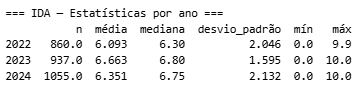 === IDA – Estatísticas por ano ===
n média mediana desvio_padrão mín máx
2022 860.0 6.093 6.30 2.046 0.0 9.9
2023 937.0 6.663 6.80 1.595 0.0 10.0
2024 1055.0 6.351 6.75 2.132 0.0 10.0